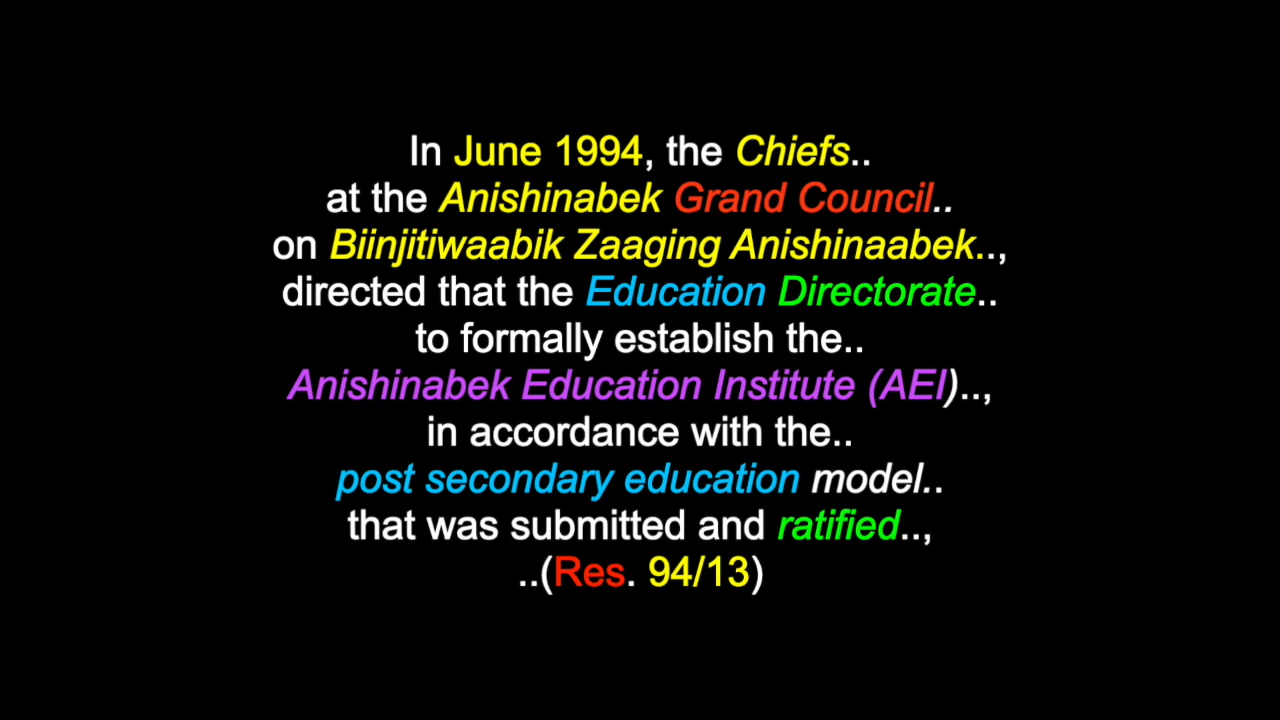 In June 1994, the Chiefs..
at the Anishinabek Grand Council..
on Biinjitiwaabik Zaaging Anishinaabek..,
directed that the Education Directorate..
to formally establish the..
Anishinabek Education Institute (AEI)..,
in accordance with the..
post secondary education model..
that was submitted and ratified..,
..(Res. 94/13)